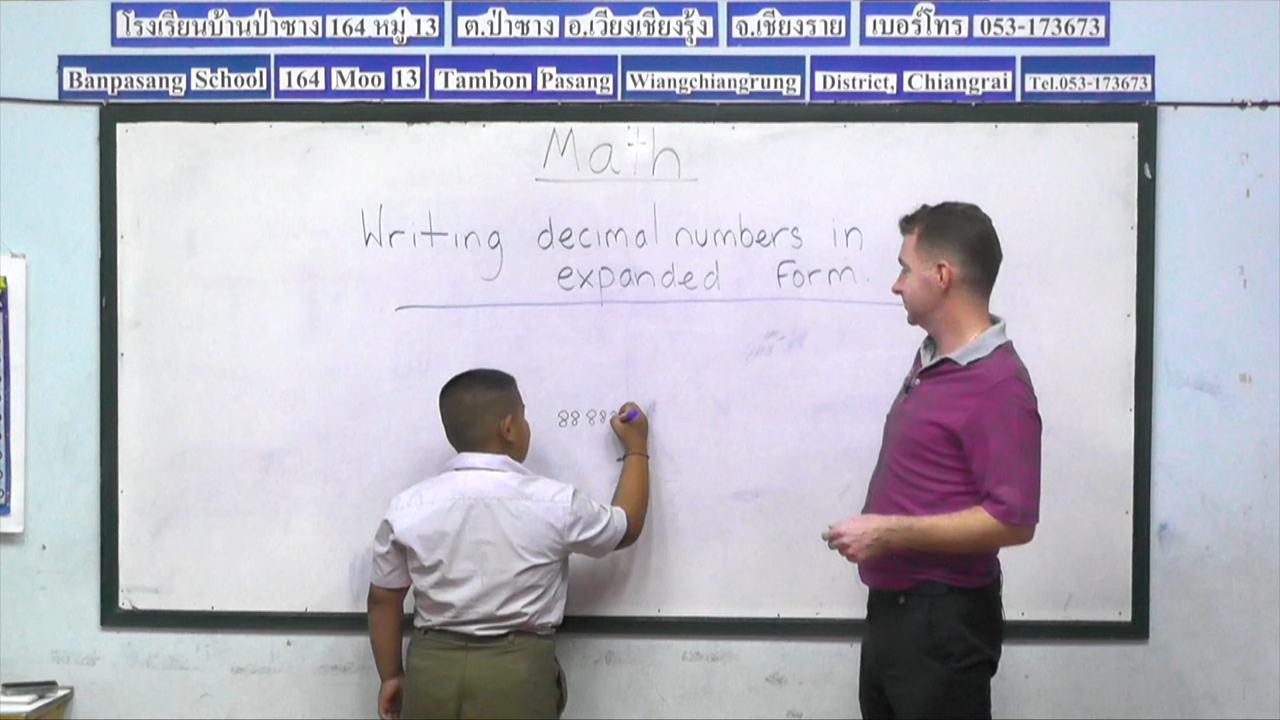 โรงเรียนบ้านป่าซาง 164 หมู่ 13 ต.ป่าซาง อ.เวียงเชียงรุ้ง จ.เชียงราย เบอร์โทร 053-173673
Banpasang School 164 Moo 13 Tambon Pasang Wiangchiangrung District, Chiangrai Tel.053-173673
Math
Writing decimal numbers in
expanded form.
88 88